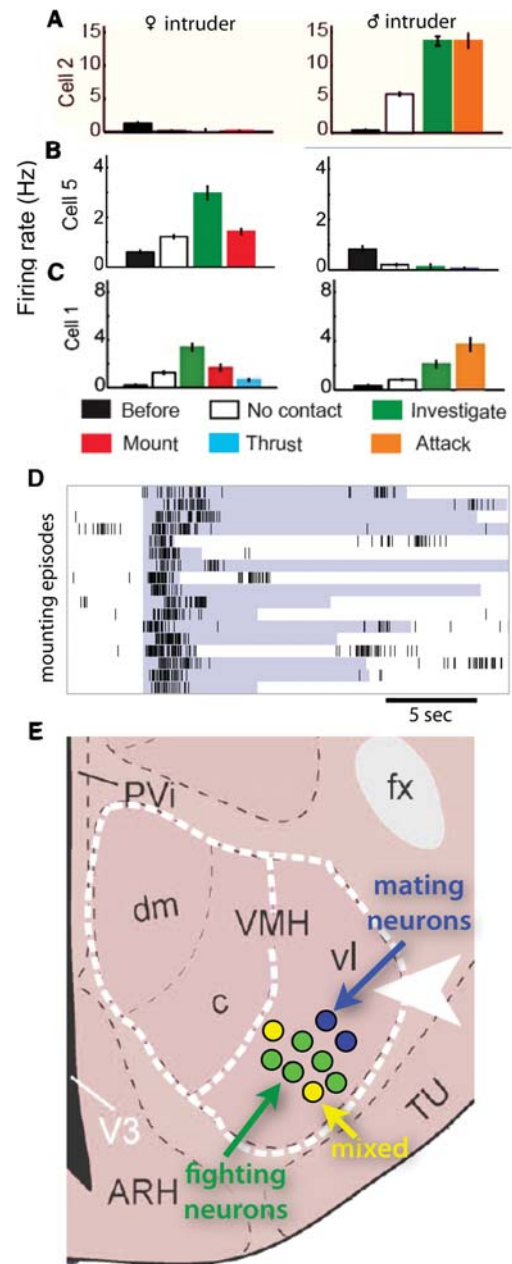 A
♀ intruder
♂ intruder
Firing rate (Hz)
Cell 2
15
10
5
0
15
10
5
0
B
Cell 5
4
2
0
4
2
0
C
Cell 1
8
4
0
8
4
0
Before No contact Investigate
Mount Thrust Attack
D
mounting episodes
5 sec
E
PVi
fx
dm
VMH
mating
neurons
vl
c
V3
TU
mixed
fighting
neurons
ARH